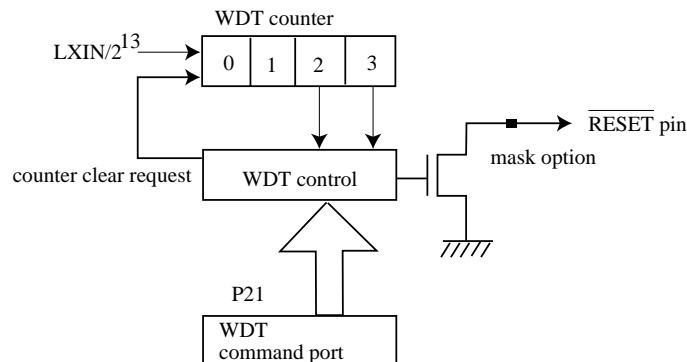 WDT counter
LXIN/2^13
0 1 2 3
RESET pin
mask option
counter clear request
WDT control
P21
WDT
command port